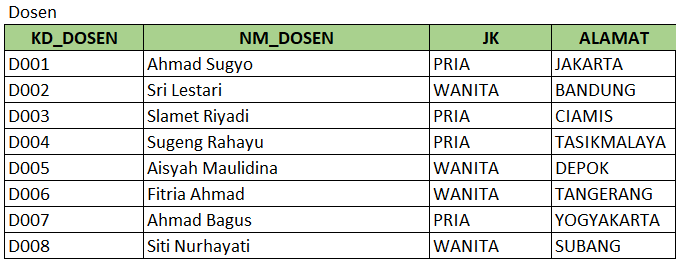 Dosen
KD_DOSEN NM_DOSEN JK ALAMAT
D001 Ahmad Sugyo PRIA JAKARTA
D002 Sri Lestari WANITA BANDUNG
D003 Slamet Riyadi PRIA CIAMIS
D004 Sugeng Rahayu PRIA TASIKMALAYA
D005 Aisyah Maulidina WANITA DEPOK
D006 Fitria Ahmad WANITA TANGERANG
D007 Ahmad Bagus PRIA YOGYAKARTA
D008 Siti Nurhayati WANITA SUBANG